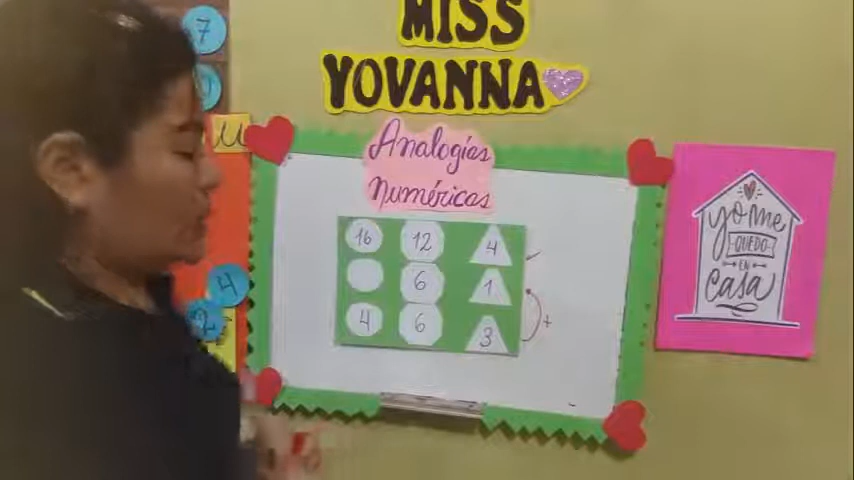 MISS
YOVANNA
7
u
Analogías
Numéricas
16 12 4
6 1
4 6 3
+
4
2
yo me
QUEDO
EN
CASA